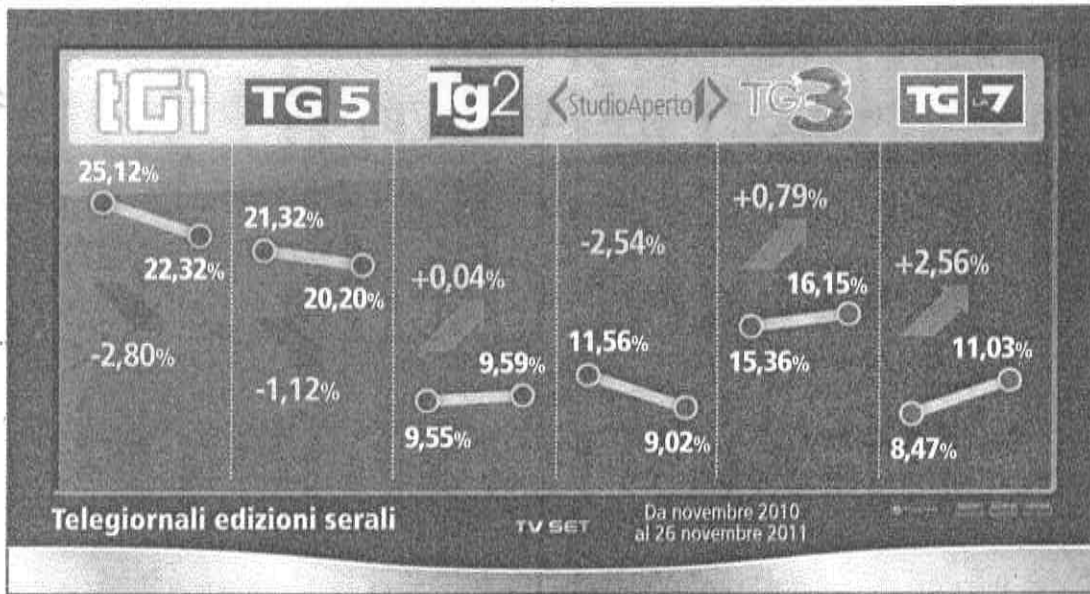 tG1
TG 5
Tg2
StudioAperto1
TG3
TG La7
25,12%
22,32%
-2,80%
21,32%
20,20%
-1,12%
+0,04%
9,59%
9,55%
-2,54%
11,56%
9,02%
+0,79%
16,15%
15,36%
+2,56%
11,03%
8,47%
Telegiornali edizioni serali
TV SET
Da novembre 2010
al 26 novembre 2011